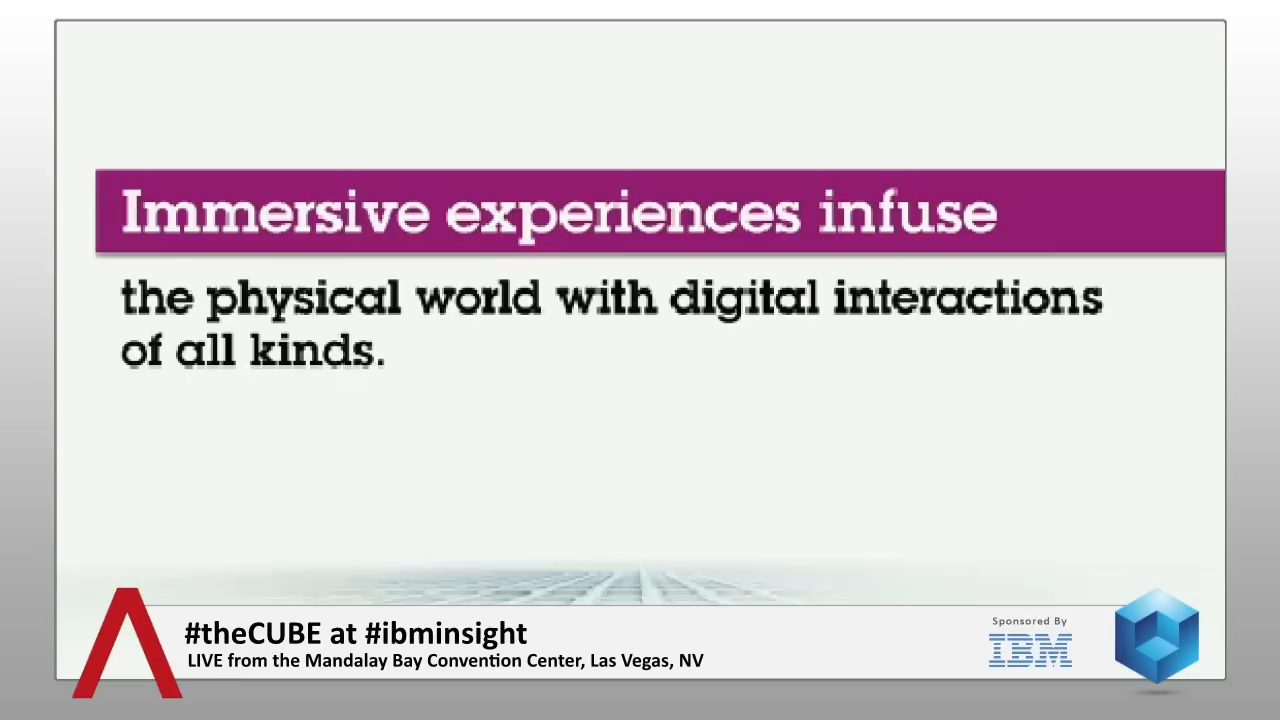 Immersive experiences infuse
the physical world with digital interactions
of all kinds.
#theCUBE at #ibminsight
LIVE from the Mandalay Bay Convention Center, Las Vegas, NV
Sponsored By
IBM